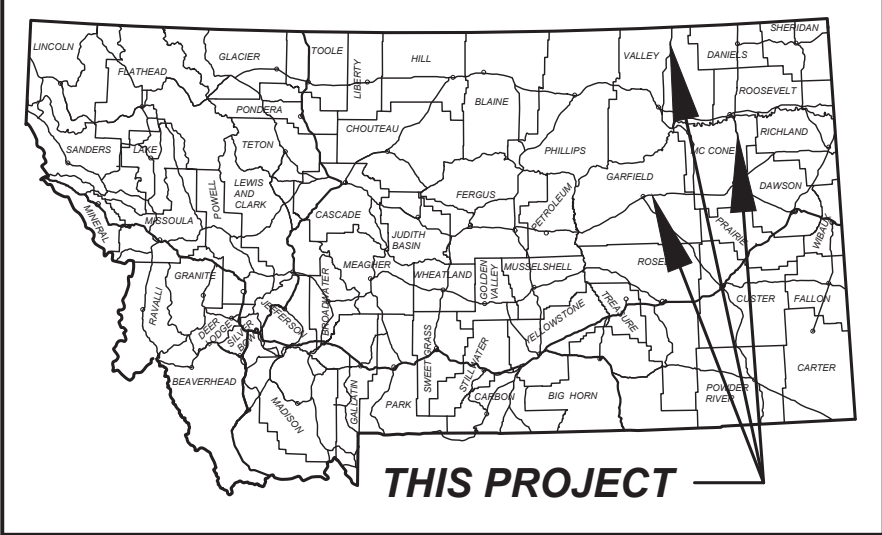 LINCOLN
FLATHEAD
GLACIER
TOOLE
LIBERTY
HILL
BLAINE
VALLEY
DANIELS
SHERIDAN
ROOSEVELT
PONDERA
CHOUTEAU
PHILLIPS
RICHLAND
SANDERS
LAKE
TETON
MC CONE
GARFIELD
DAWSON
MINERAL
MISSOULA
POWELL
LEWIS
AND
CLARK
CASCADE
FERGUS
PETROLEUM
JUDITH
BASIN
PRAIRIE
WIBAUX
GRANITE
MEAGHER
WHEATLAND
GOLDEN
VALLEY
MUSSELSHELL
ROSEB
RAVALLI
DEER
LODGE
SILVER
BOW
JEFFERSON
BROADWATER
TREASURE
CUSTER
FALLON
YELLOWSTONE
BEAVERHEAD
MADISON
GALLATIN
PARK
SWEET GRASS
STILLWATER
CARBON
BIG HORN
POWDER
RIVER
CARTER
THIS PROJECT